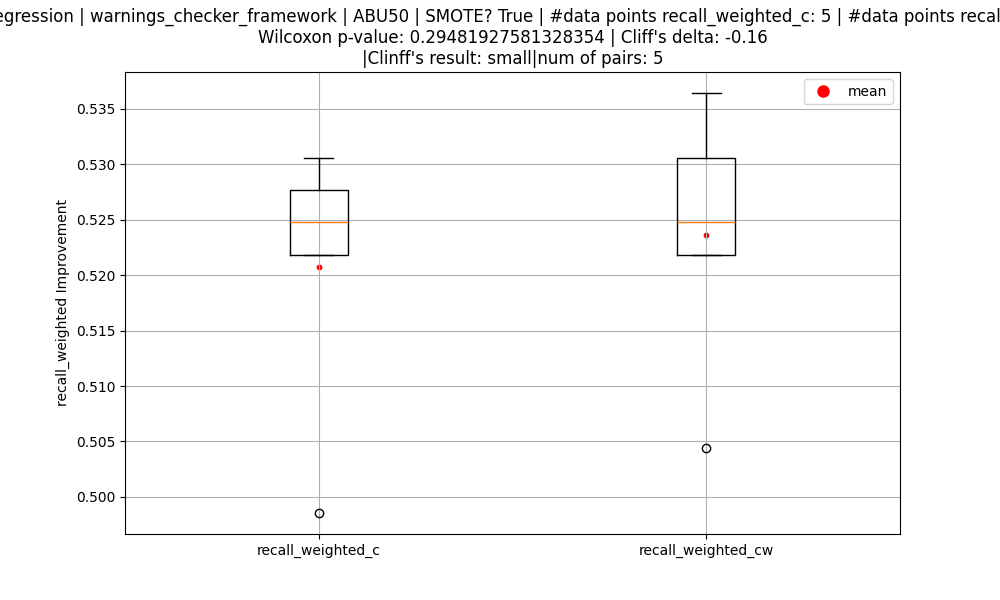 egression | warnings_checker_framework | ABU50 | SMOTE? True | #data points recall_weighted_c: 5 | #data points recal
Wilcoxon p-value: 0.29481927581328354 | Cliff's delta: -0.16
|Clinff's result: small|num of pairs: 5
mean
0.535
0.530
0.525
0.520
0.515
0.510
0.505
0.500
recall_weighted Improvement
recall_weighted_c
recall_weighted_cw